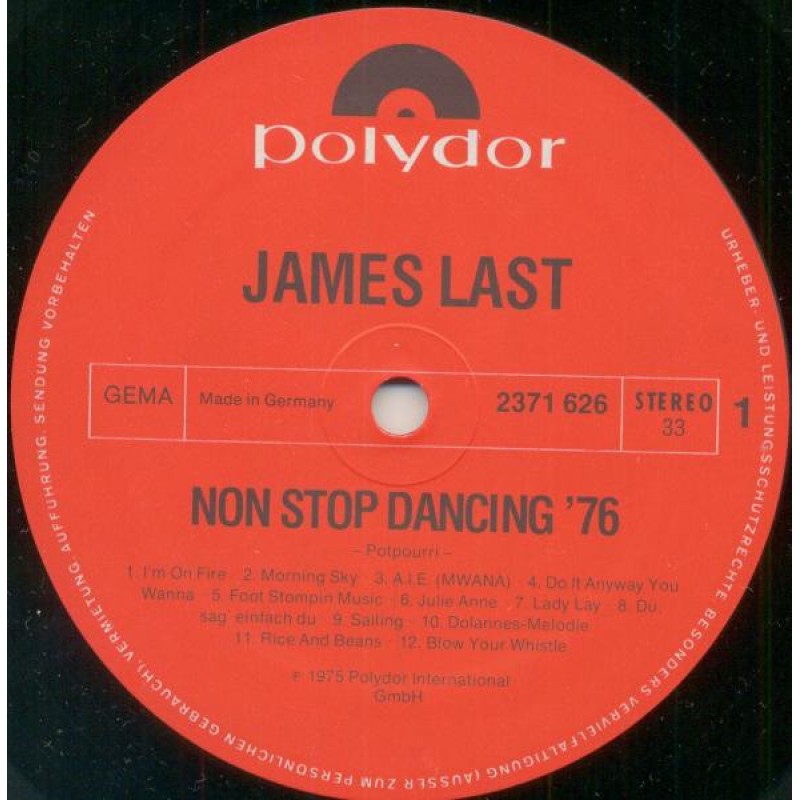 polydor
JAMES LAST
GEMA
Made in Germany
2371 626
STEREO
33
1
NON STOP DANCING '76
– Potpourri –
1. I'm On Fire · 2. Morning Sky · 3. A.I.E. (MWANA) · 4. Do It Anyway You
Wanna · 5. Foot Stompin Music · 6. Julie Anne · 7. Lady Lay · 8. Du,
sag' einfach du · 9. Sailing · 10. Dolannes-Melodie
11. Rice And Beans · 12. Blow Your Whistle
℗ 1975 Polydor International
GmbH
URHEBER- UND LEISTUNGSSCHUTZRECHTE, BESONDERS VERVIELFÄLTIGUNG (AUSSER ZUM PERSÖNLICHEN GEBRAUCH), VERMIETUNG, AUFFÜHRUNG, SENDUNG VORBEHALTEN